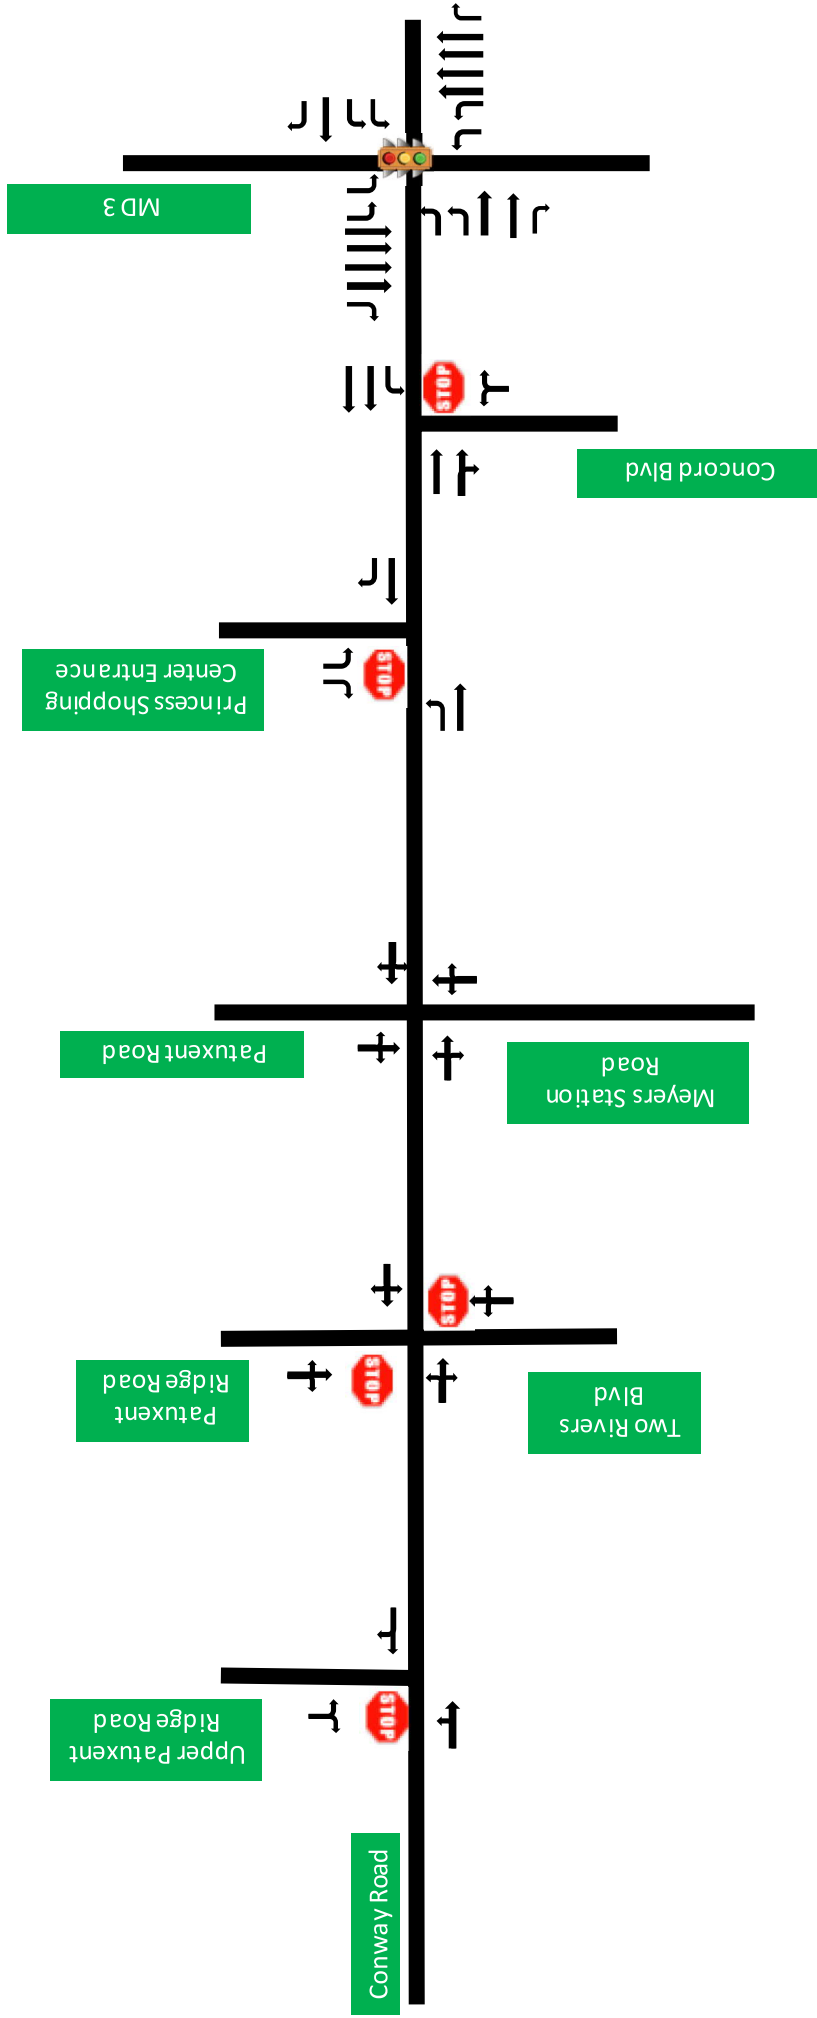 MD 3
STOP
Concord Blvd
Princess Shopping
Center Entrance
STOP
Patuxent Road
Meyers Station
Road
STOP
Patuxent
Ridge Road
STOP
Two Rivers
Blvd
Upper Patuxent
Ridge Road
STOP
Conway Road